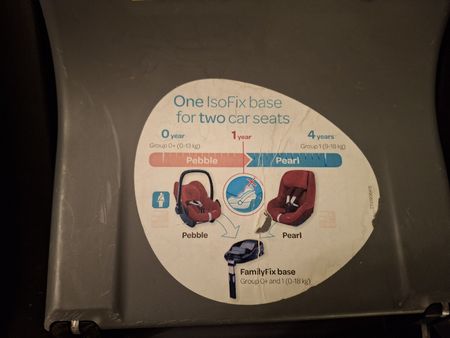 One IsoFix base
for two car seats
0 year
1 year
4 years
Group 0+ (0-13 kg)
Group 1 (9-18 kg)
Pebble
Pearl
Pebble
Pearl
FamilyFix base
Group 0+ and 1 (0-18 kg)